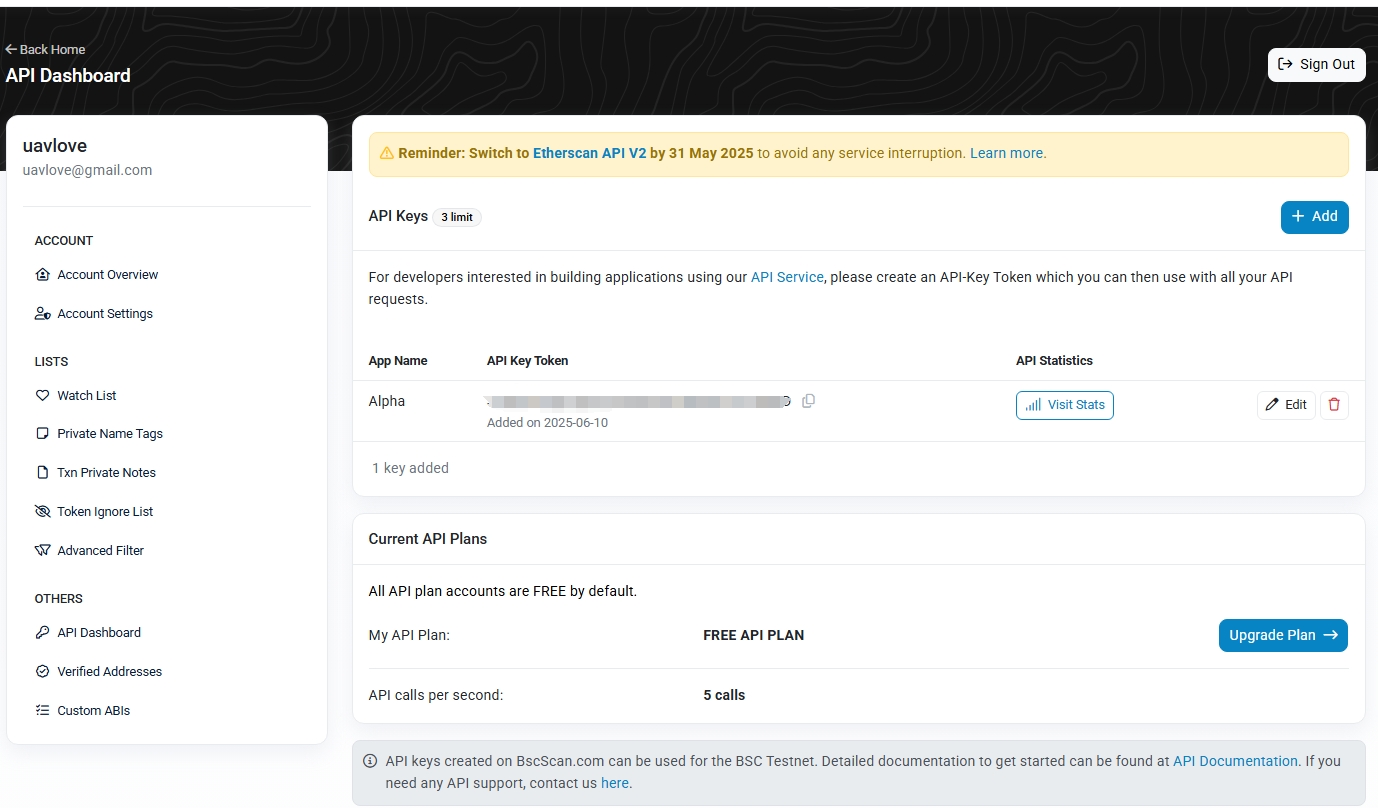 Back Home
API Dashboard
Sign Out
uavlove
uavlove@gmail.com
ACCOUNT
Account Overview
Account Settings
LISTS
Watch List
Private Name Tags
Txn Private Notes
Token Ignore List
Advanced Filter
OTHERS
API Dashboard
Verified Addresses
Custom ABIs
Reminder: Switch to Etherscan API V2 by 31 May 2025 to avoid any service interruption. Learn more.
API Keys 3 limit
+ Add
For developers interested in building applications using our API Service, please create an API-Key Token which you can then use with all your API
requests.
App Name API Key Token API Statistics
Alpha Visit Stats Edit
Added on 2025-06-10
1 key added
Current API Plans
All API plan accounts are FREE by default.
My API Plan: FREE API PLAN Upgrade Plan
API calls per second: 5 calls
API keys created on BscScan.com can be used for the BSC Testnet. Detailed documentation to get started can be found at API Documentation. If you
need any API support, contact us here.